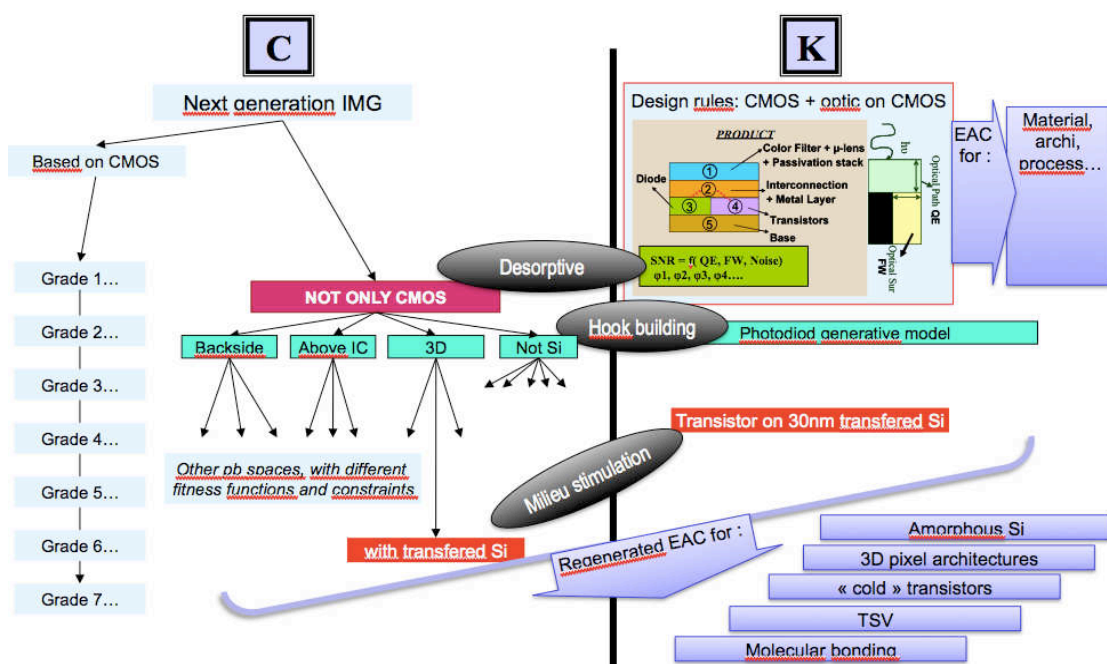 C
K
Next generation IMG
Based on CMOS
Grade 1...
Grade 2...
Grade 3...
Grade 4...
Grade 5...
Grade 6...
Grade 7...
NOT ONLY CMOS
Backside
Above IC
3D
Not Si
Other pb spaces, with different
fitness functions and constraints
with transfered Si
Desorptive
Hook building
Milieu stimulation
Design rules: CMOS + optic on CMOS
PRODUCT
Color Filter + µ-lens
+ Passivation stack
Diode
Interconnection
+ Metal Layer
Transistors
Base
1
2
3
4
5
SNR = f( QE, FW, Noise)
φ1, φ2, φ3, φ4....
hυ
Optical Path QE
Optical Sur
FW
EAC
for :
Material,
archi,
process...
Photodiod generative model
Transistor on 30nm transfered Si
Regenerated EAC for :
Amorphous Si
3D pixel architectures
« cold » transistors
TSV
Molecular bonding